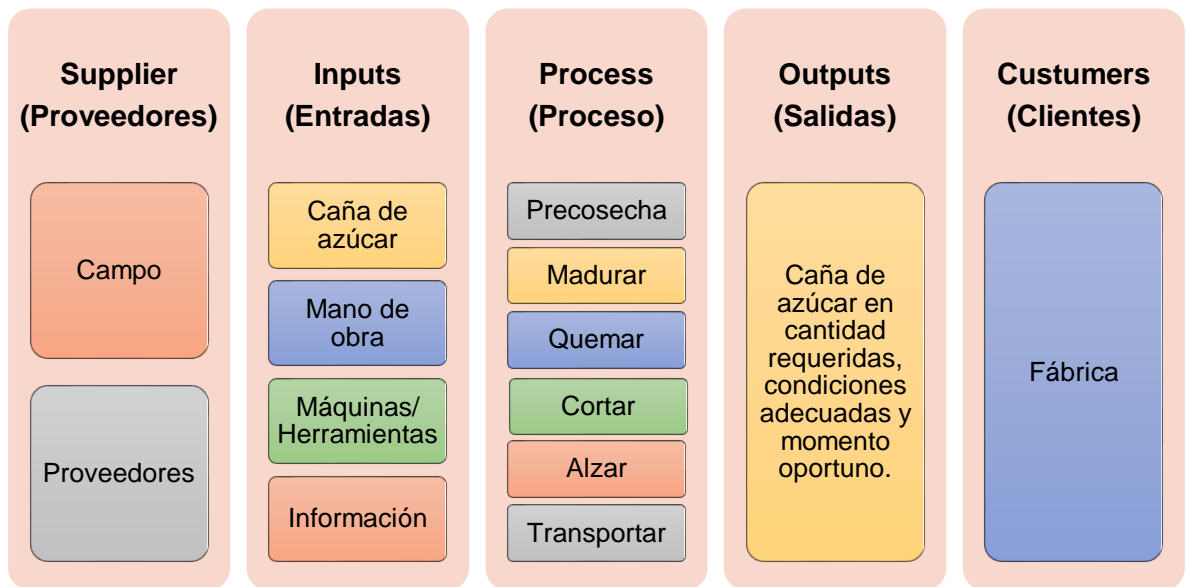 Supplier
(Proveedores)
Campo
Proveedores
Inputs
(Entradas)
Caña de
azúcar
Mano de
obra
Máquinas/
Herramientas
Información
Process
(Proceso)
Precosecha
Madurar
Quemar
Cortar
Alzar
Transportar
Outputs
(Salidas)
Caña de
azúcar en
cantidad
requeridas,
condiciones
adecuadas y
momento
oportuno.
Custumers
(Clientes)
Fábrica